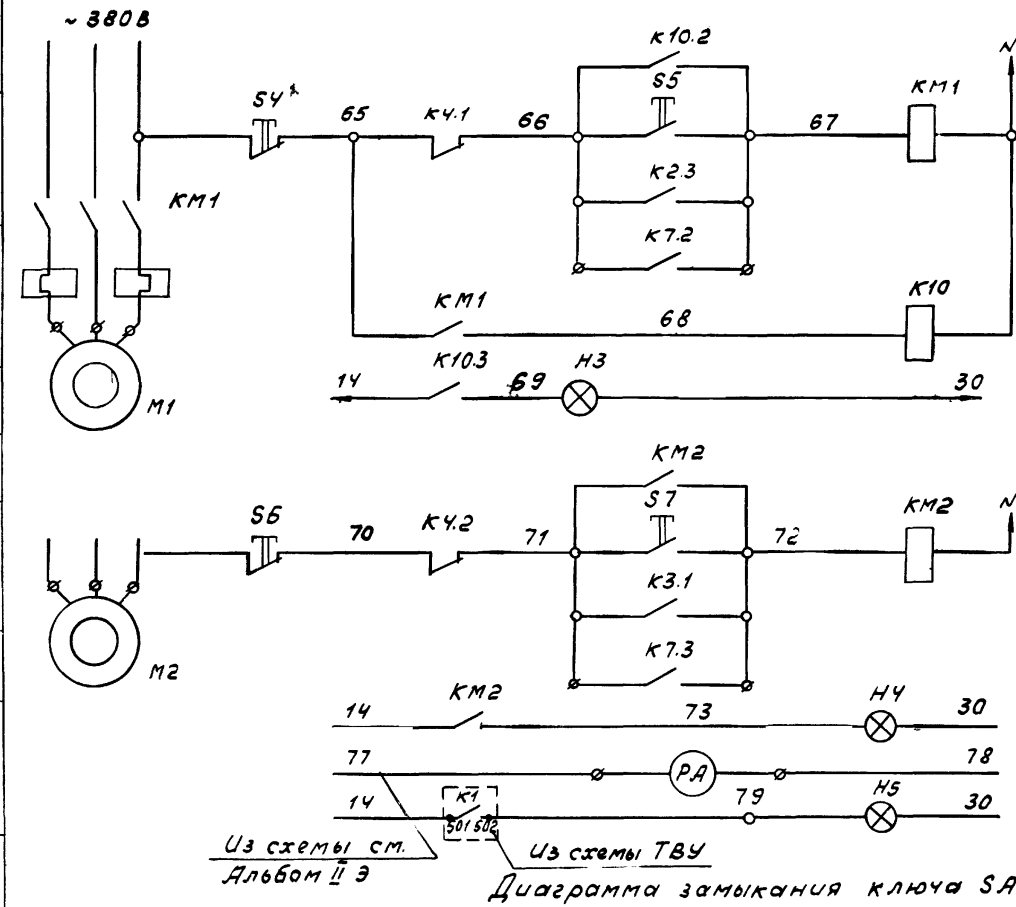 ~ 380 В
К10.2
S5
N
S4*
65
К4.1
66
67
КМ1
К2.3
КМ1
К7.2
КМ1
68
К10
14
К10.3
69
Н3
30
М1
КМ2
S6
70
К4.2
71
S7
72
КМ2
N
К3.1
К7.3
М2
14
КМ2
73
Н4
30
77
РА
78
14
К1
501 502
79
Н5
30
Из схемы см.
Альбом II Э
Из схемы ТВУ
Диаграмма замыкания ключа SA